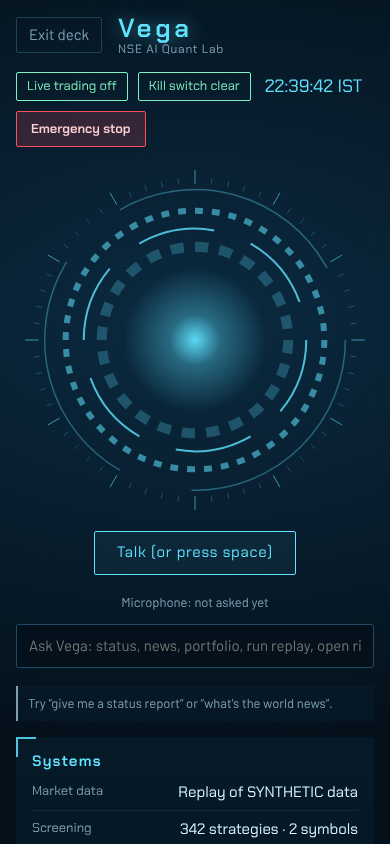 Exit deck
Vega
NSE AI Quant Lab
Live trading off
Kill switch clear
22:39:42 IST
Emergency stop
Talk (or press space)
Microphone: not asked yet
Ask Vega: status, news, portfolio, run replay, open ri
Try "give me a status report" or "what's the world news".
Systems
Market data Replay of SYNTHETIC data
Screening 342 strategies · 2 symbols